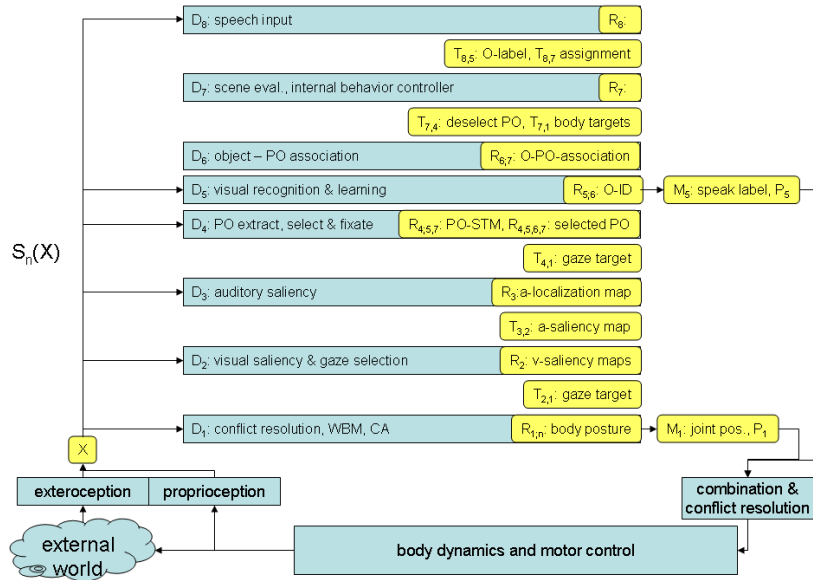 D₈: speech input
R₈:
T₈,₅: O-label, T₈,₇ assignment
D₇: scene eval., internal behavior controller
R₇:
T₇,₄: deselect PO, T₇,₁ body targets
D₆: object – PO association
R₆;₇: O-PO-association
D₅: visual recognition & learning
R₅;₆: O-ID
M₅: speak label, P₅
D₄: PO extract, select & fixate
R₄;₅,₇: PO-STM, R₄,₅,₆,₇: selected PO
Sₙ(X)
T₄,₁: gaze target
D₃: auditory saliency
R₃:a-localization map
T₃,₂: a-saliency map
D₂: visual saliency & gaze selection
R₂: v-saliency maps
T₂,₁: gaze target
D₁: conflict resolution, WBM, CA
R₁;ₙ: body posture
M₁: joint pos., P₁
X
exteroception
proprioception
combination &
conflict resolution
external
world
body dynamics and motor control